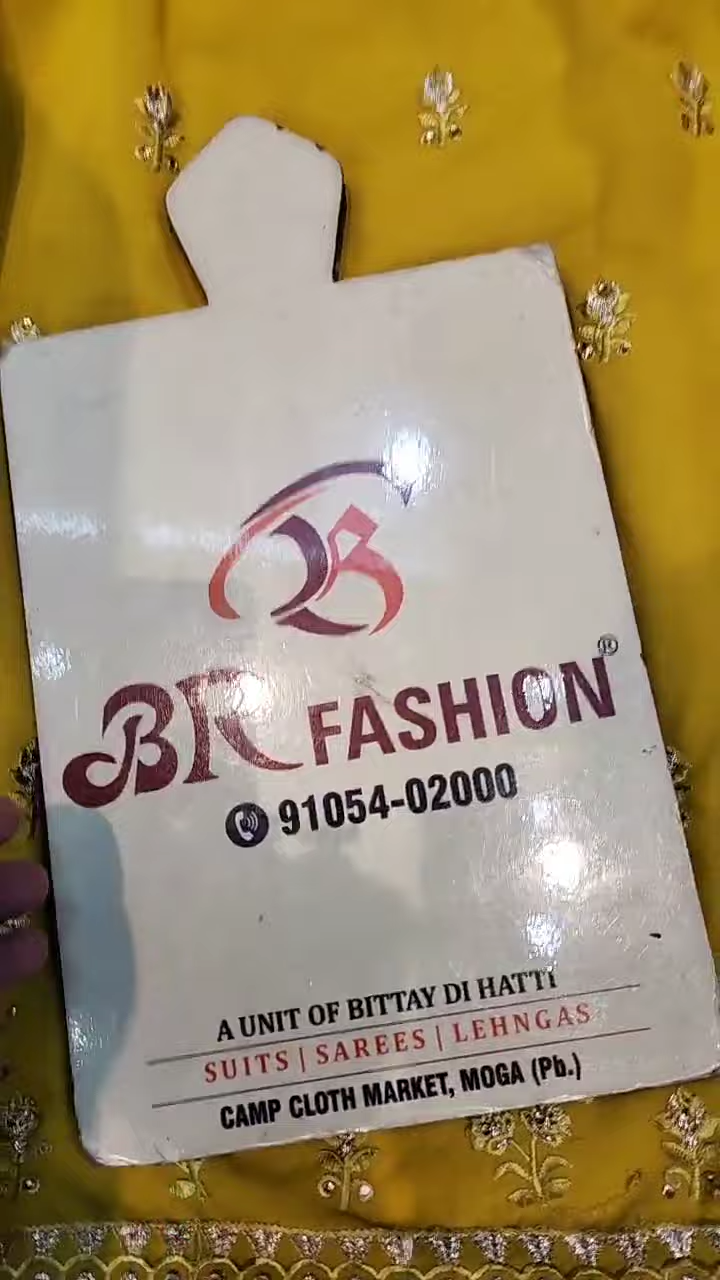 BR FASHION®
91054-02000
A UNIT OF BITTAY DI HATTI
SUITS | SAREES | LEHNGAS
CAMP CLOTH MARKET, MOGA (Pb.)